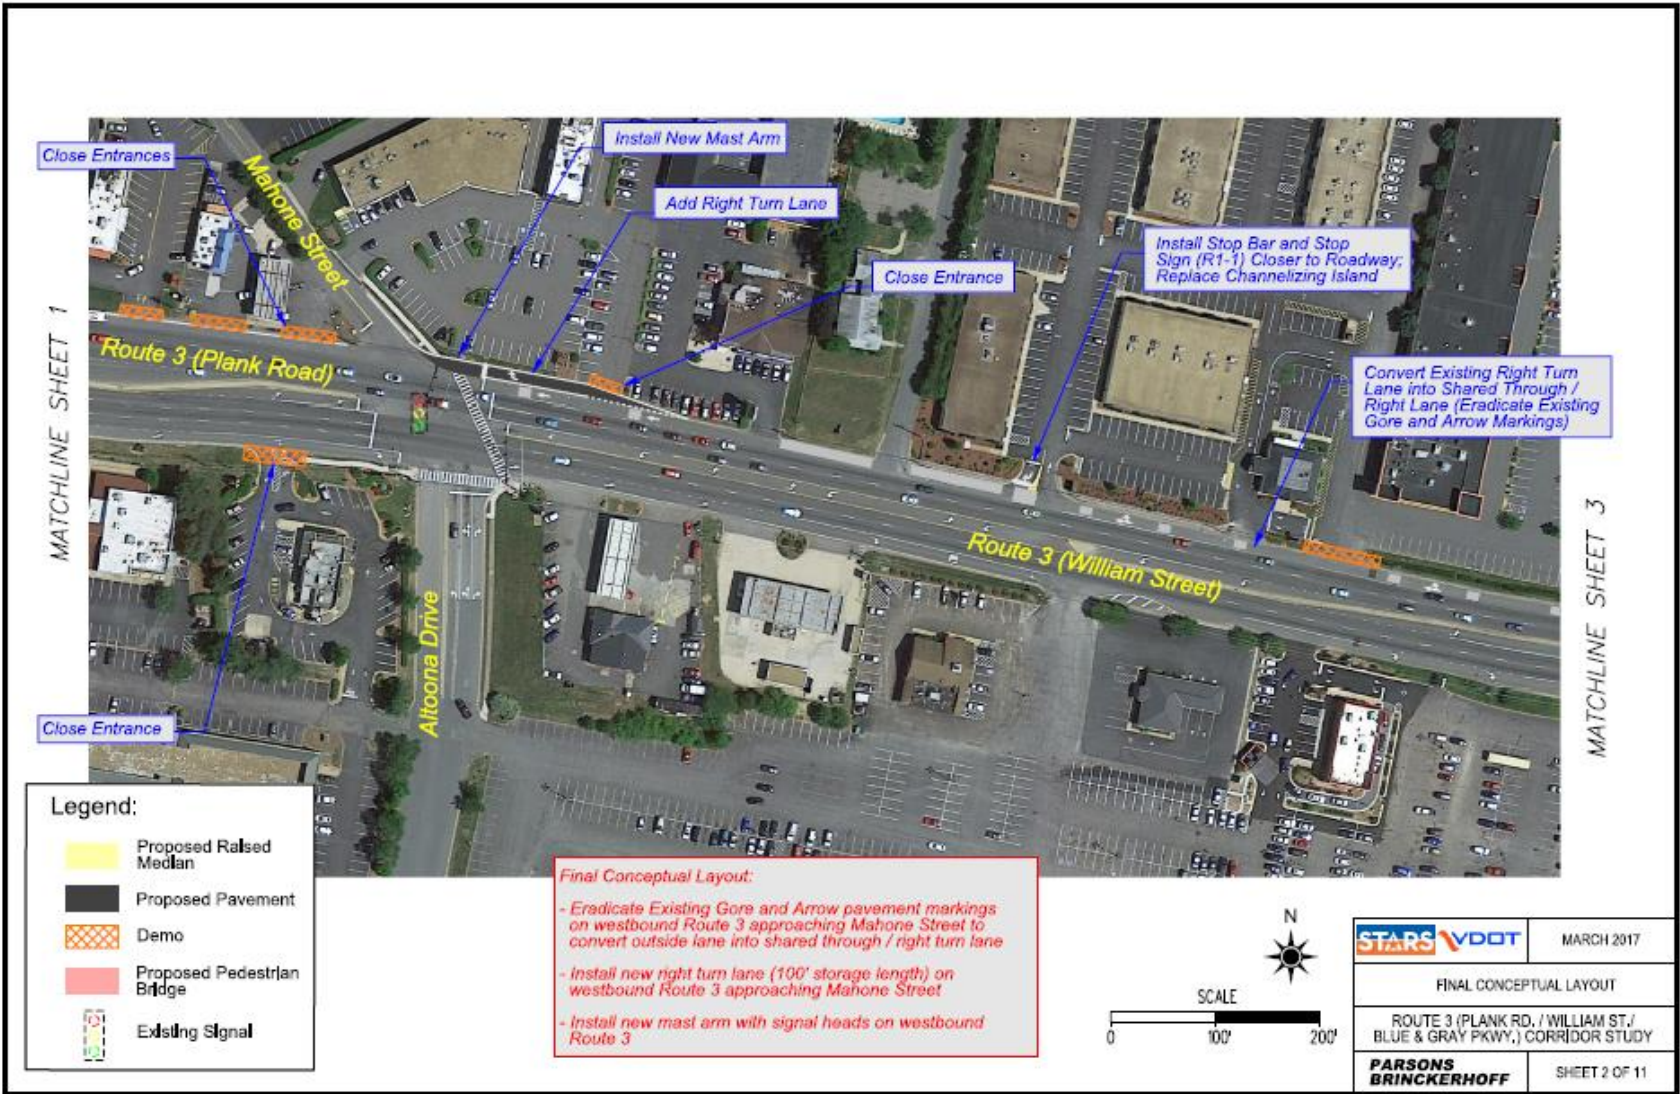 Close Entrances
Install New Mast Arm
Add Right Turn Lane
Close Entrance
Install Stop Bar and Stop
Sign (R1-1) Closer to Roadway;
Replace Channelizing Island
Convert Existing Right Turn
Lane into Shared Through /
Right Lane (Eradicate Existing
Gore and Arrow Markings)
Mahone Street
Route 3 (Plank Road)
Route 3 (William Street)
Altoona Drive
MATCHLINE SHEET 1
MATCHLINE SHEET 3
Close Entrance
Legend:
Proposed Raised
Median
Proposed Pavement
Demo
Proposed Pedestrian
Bridge
Existing Signal
Final Conceptual Layout:
- Eradicate Existing Gore and Arrow pavement markings
on westbound Route 3 approaching Mahone Street to
convert outside lane into shared through / right turn lane
- Install new right turn lane (100' storage length) on
westbound Route 3 approaching Mahone Street
- Install new mast arm with signal heads on westbound
Route 3
N
SCALE
0 100' 200'
STARS VDOT
MARCH 2017
FINAL CONCEPTUAL LAYOUT
ROUTE 3 (PLANK RD. / WILLIAM ST./
BLUE & GRAY PKWY.) CORRIDOR STUDY
PARSONS
BRINCKERHOFF
SHEET 2 OF 11